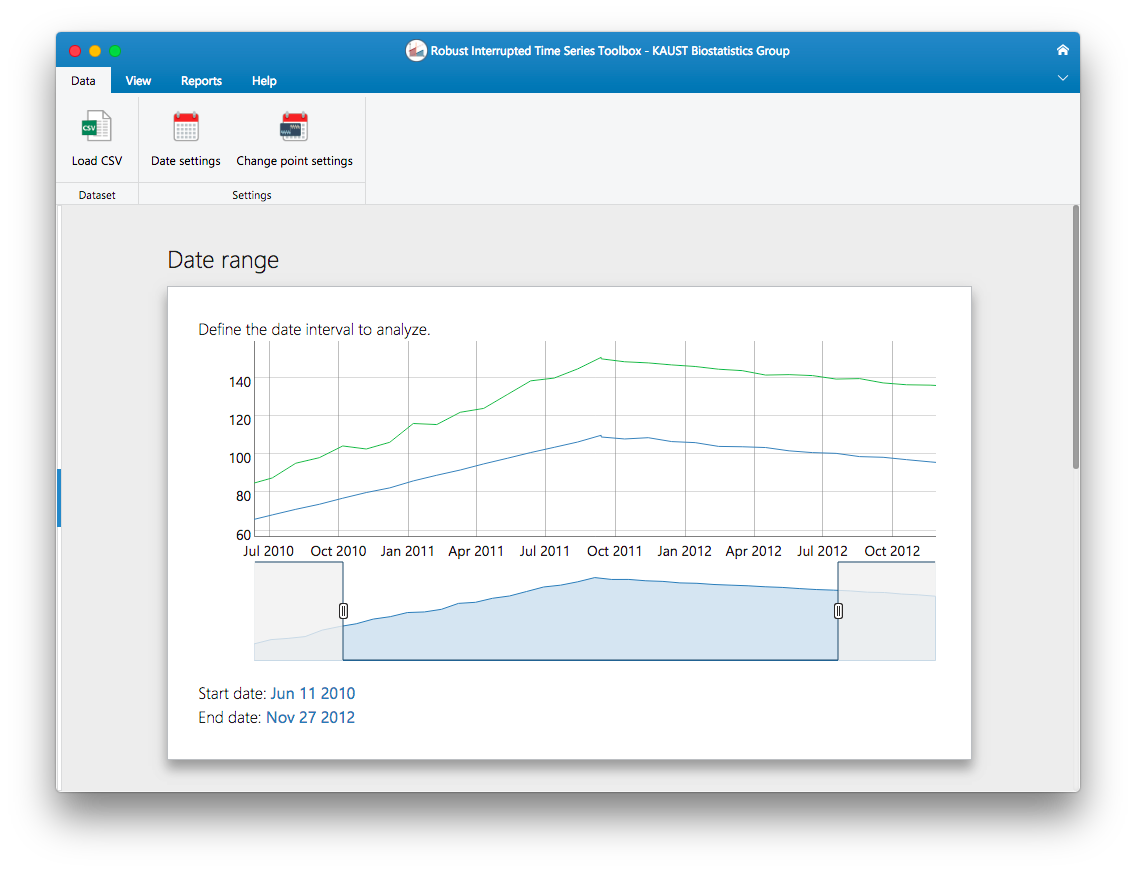 Robust Interrupted Time Series Toolbox - KAUST Biostatistics Group
Data View Reports Help
CSV
Load CSV Date settings Change point settings
Dataset Settings
Date range
Define the date interval to analyze.
140
120
100
80
60
Jul 2010 Oct 2010 Jan 2011 Apr 2011 Jul 2011 Oct 2011 Jan 2012 Apr 2012 Jul 2012 Oct 2012
Start date: Jun 11 2010
End date: Nov 27 2012